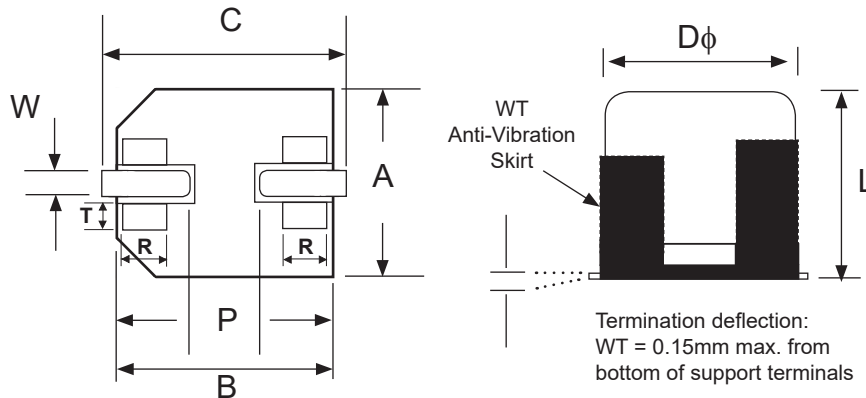 C
W
A
T
R
R
P
B
Dϕ
WT
Anti-Vibration
Skirt
L
Termination deflection:
WT = 0.15mm max. from
bottom of support terminals